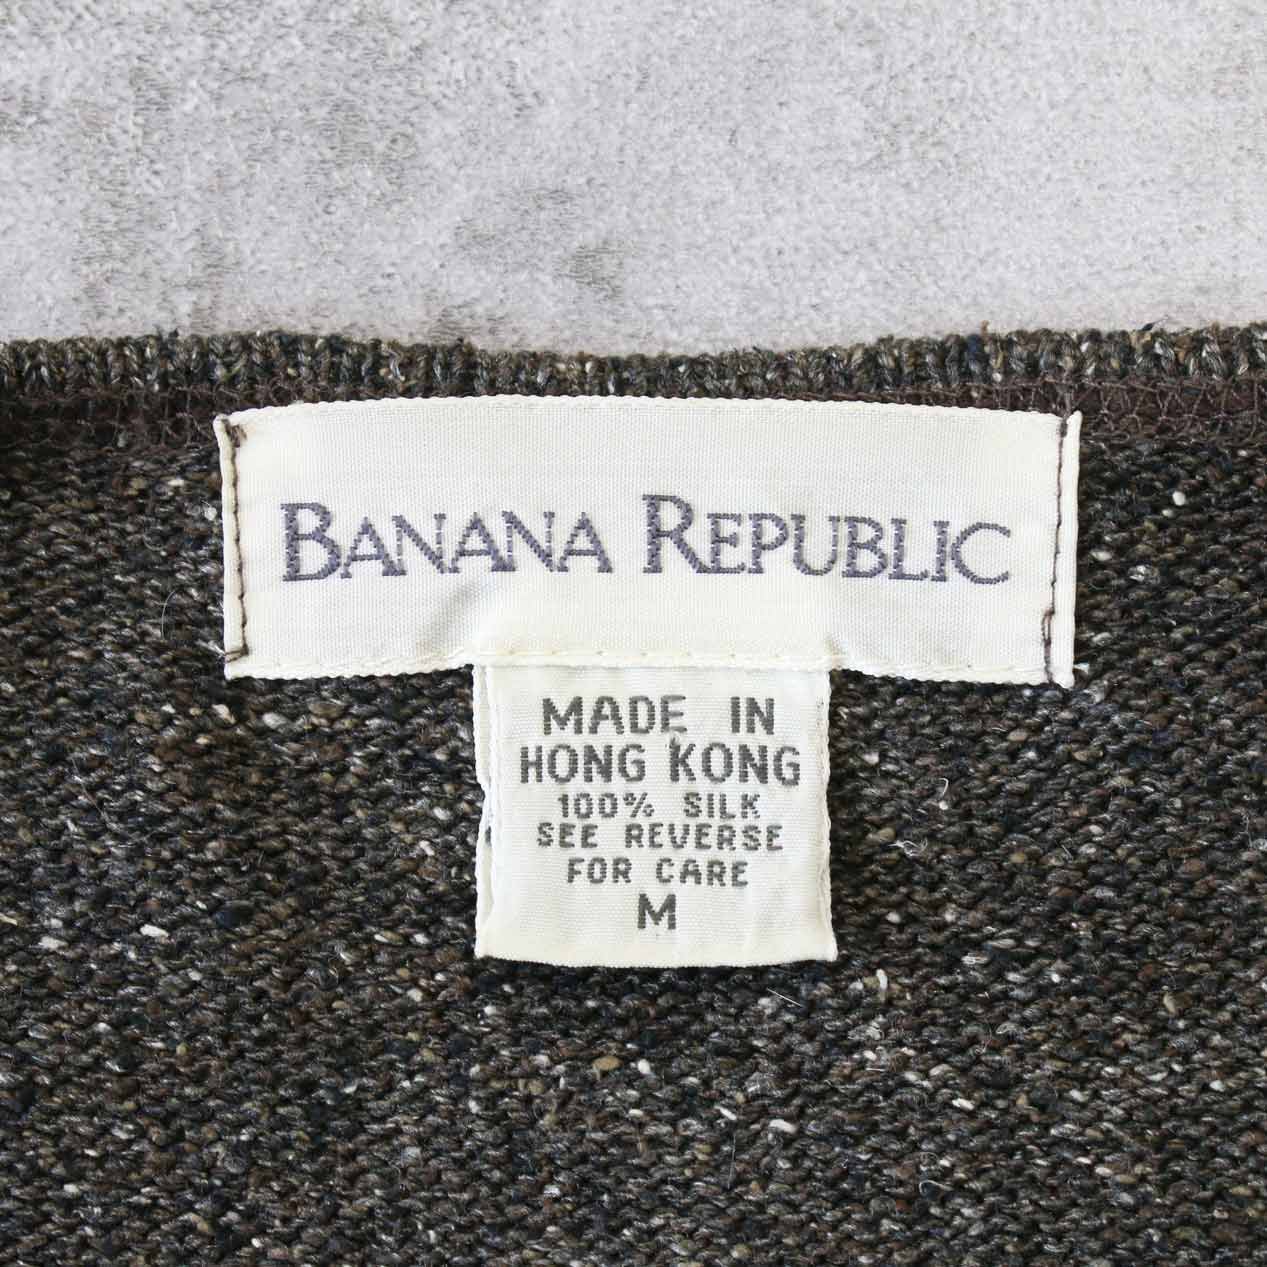 BANANA REPUBLIC
MADE IN
HONG KONG
100% SILK
SEE REVERSE
FOR CARE
M